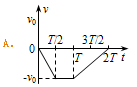 v
v₀ T/2 3T/2
A. 0 T 2T t
-v₀